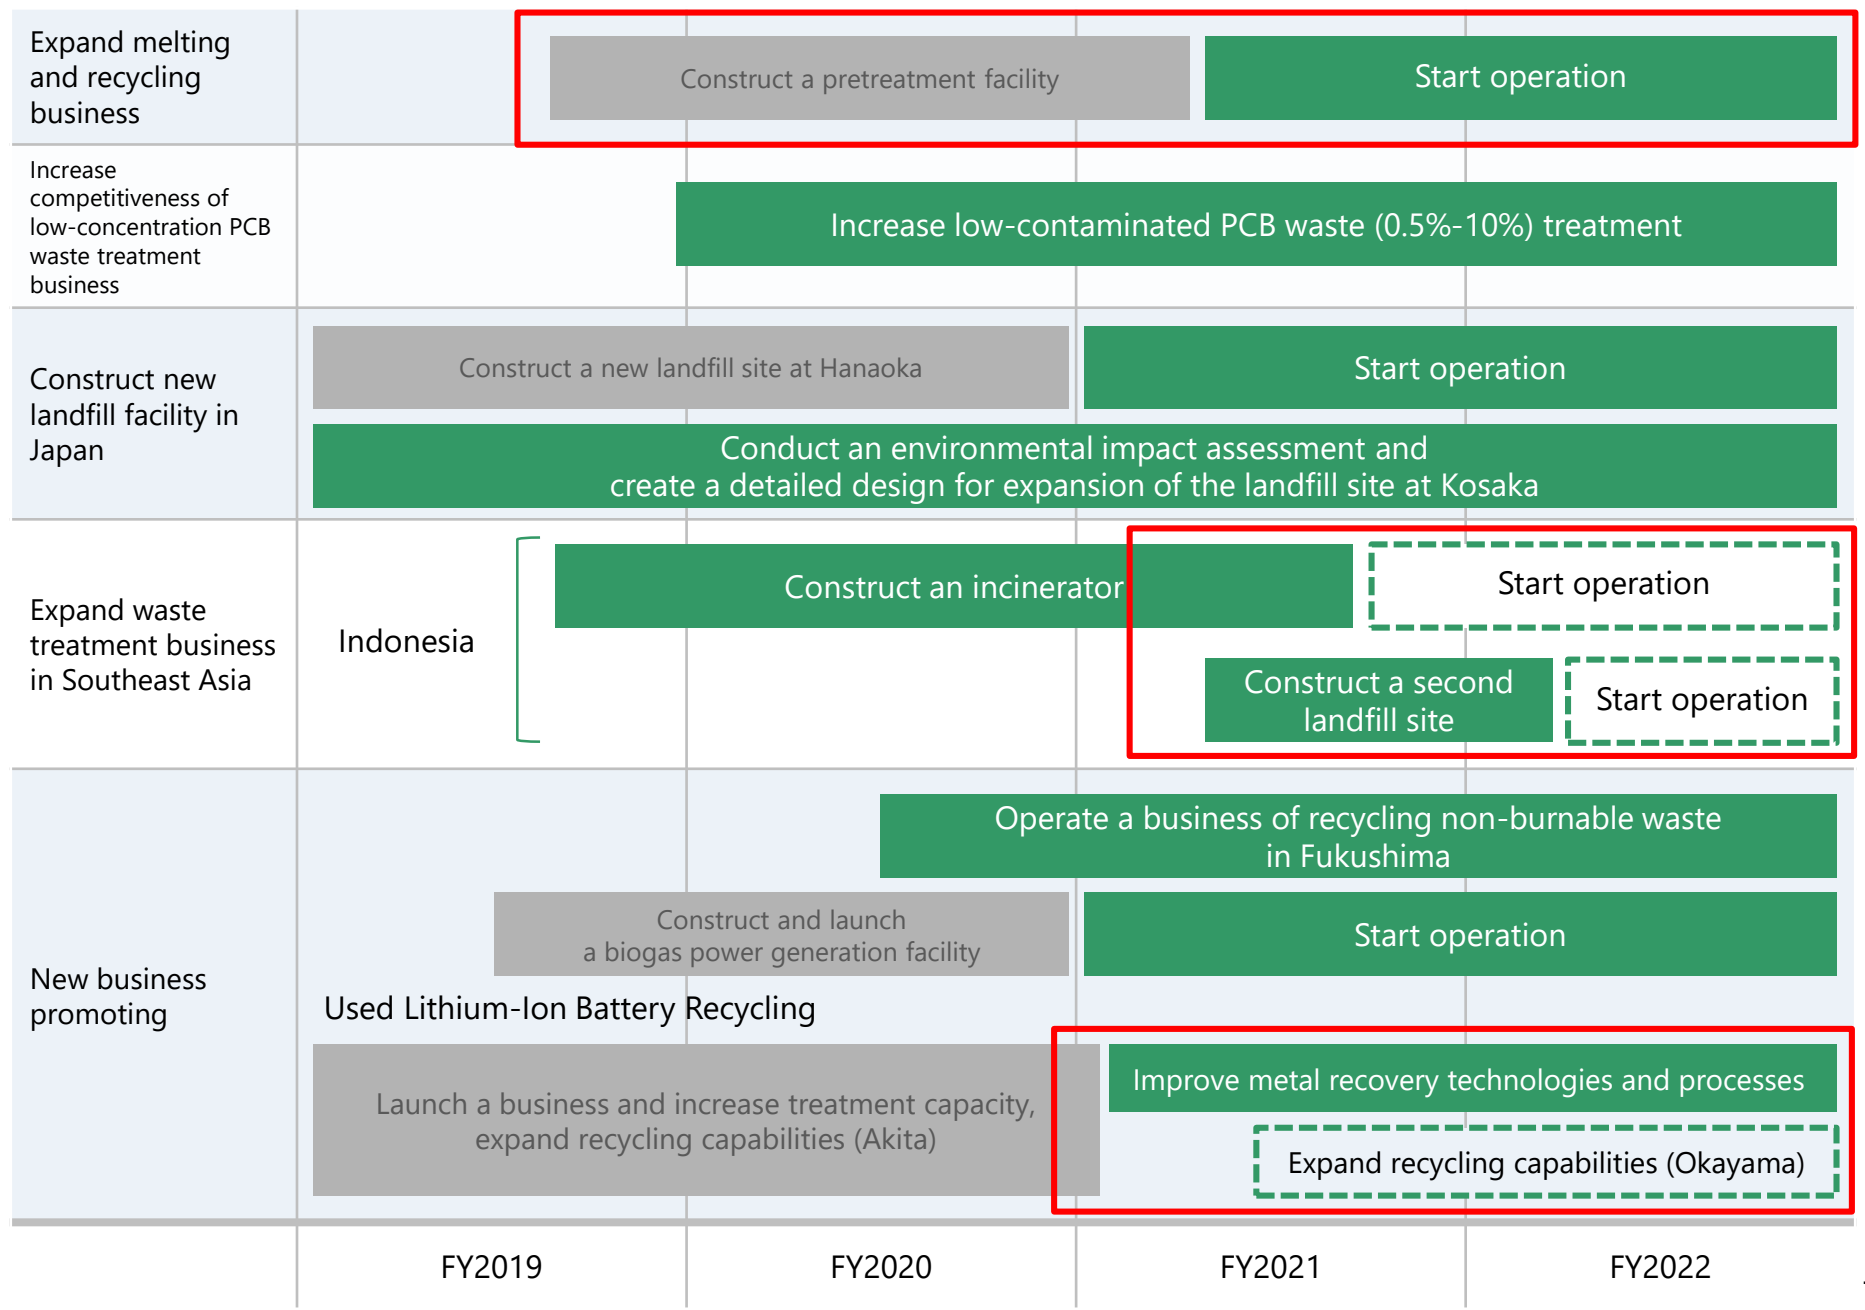 Expand melting
and recycling
business
Construct a pretreatment facility
Start operation
Increase
competitiveness of
low-concentration PCB
waste treatment
business
Increase low-contaminated PCB waste (0.5%-10%) treatment
Construct new
landfill facility in
Japan
Construct a new landfill site at Hanaoka
Start operation
Conduct an environmental impact assessment and
create a detailed design for expansion of the landfill site at Kosaka
Expand waste
treatment business
in Southeast Asia
Indonesia
Construct an incinerator
Start operation
Construct a second
landfill site
Start operation
New business
promoting
Operate a business of recycling non-burnable waste
in Fukushima
Construct and launch
a biogas power generation facility
Start operation
Used Lithium-Ion Battery Recycling
Launch a business and increase treatment capacity,
expand recycling capabilities (Akita)
Improve metal recovery technologies and processes
Expand recycling capabilities (Okayama)
FY2019
FY2020
FY2021
FY2022